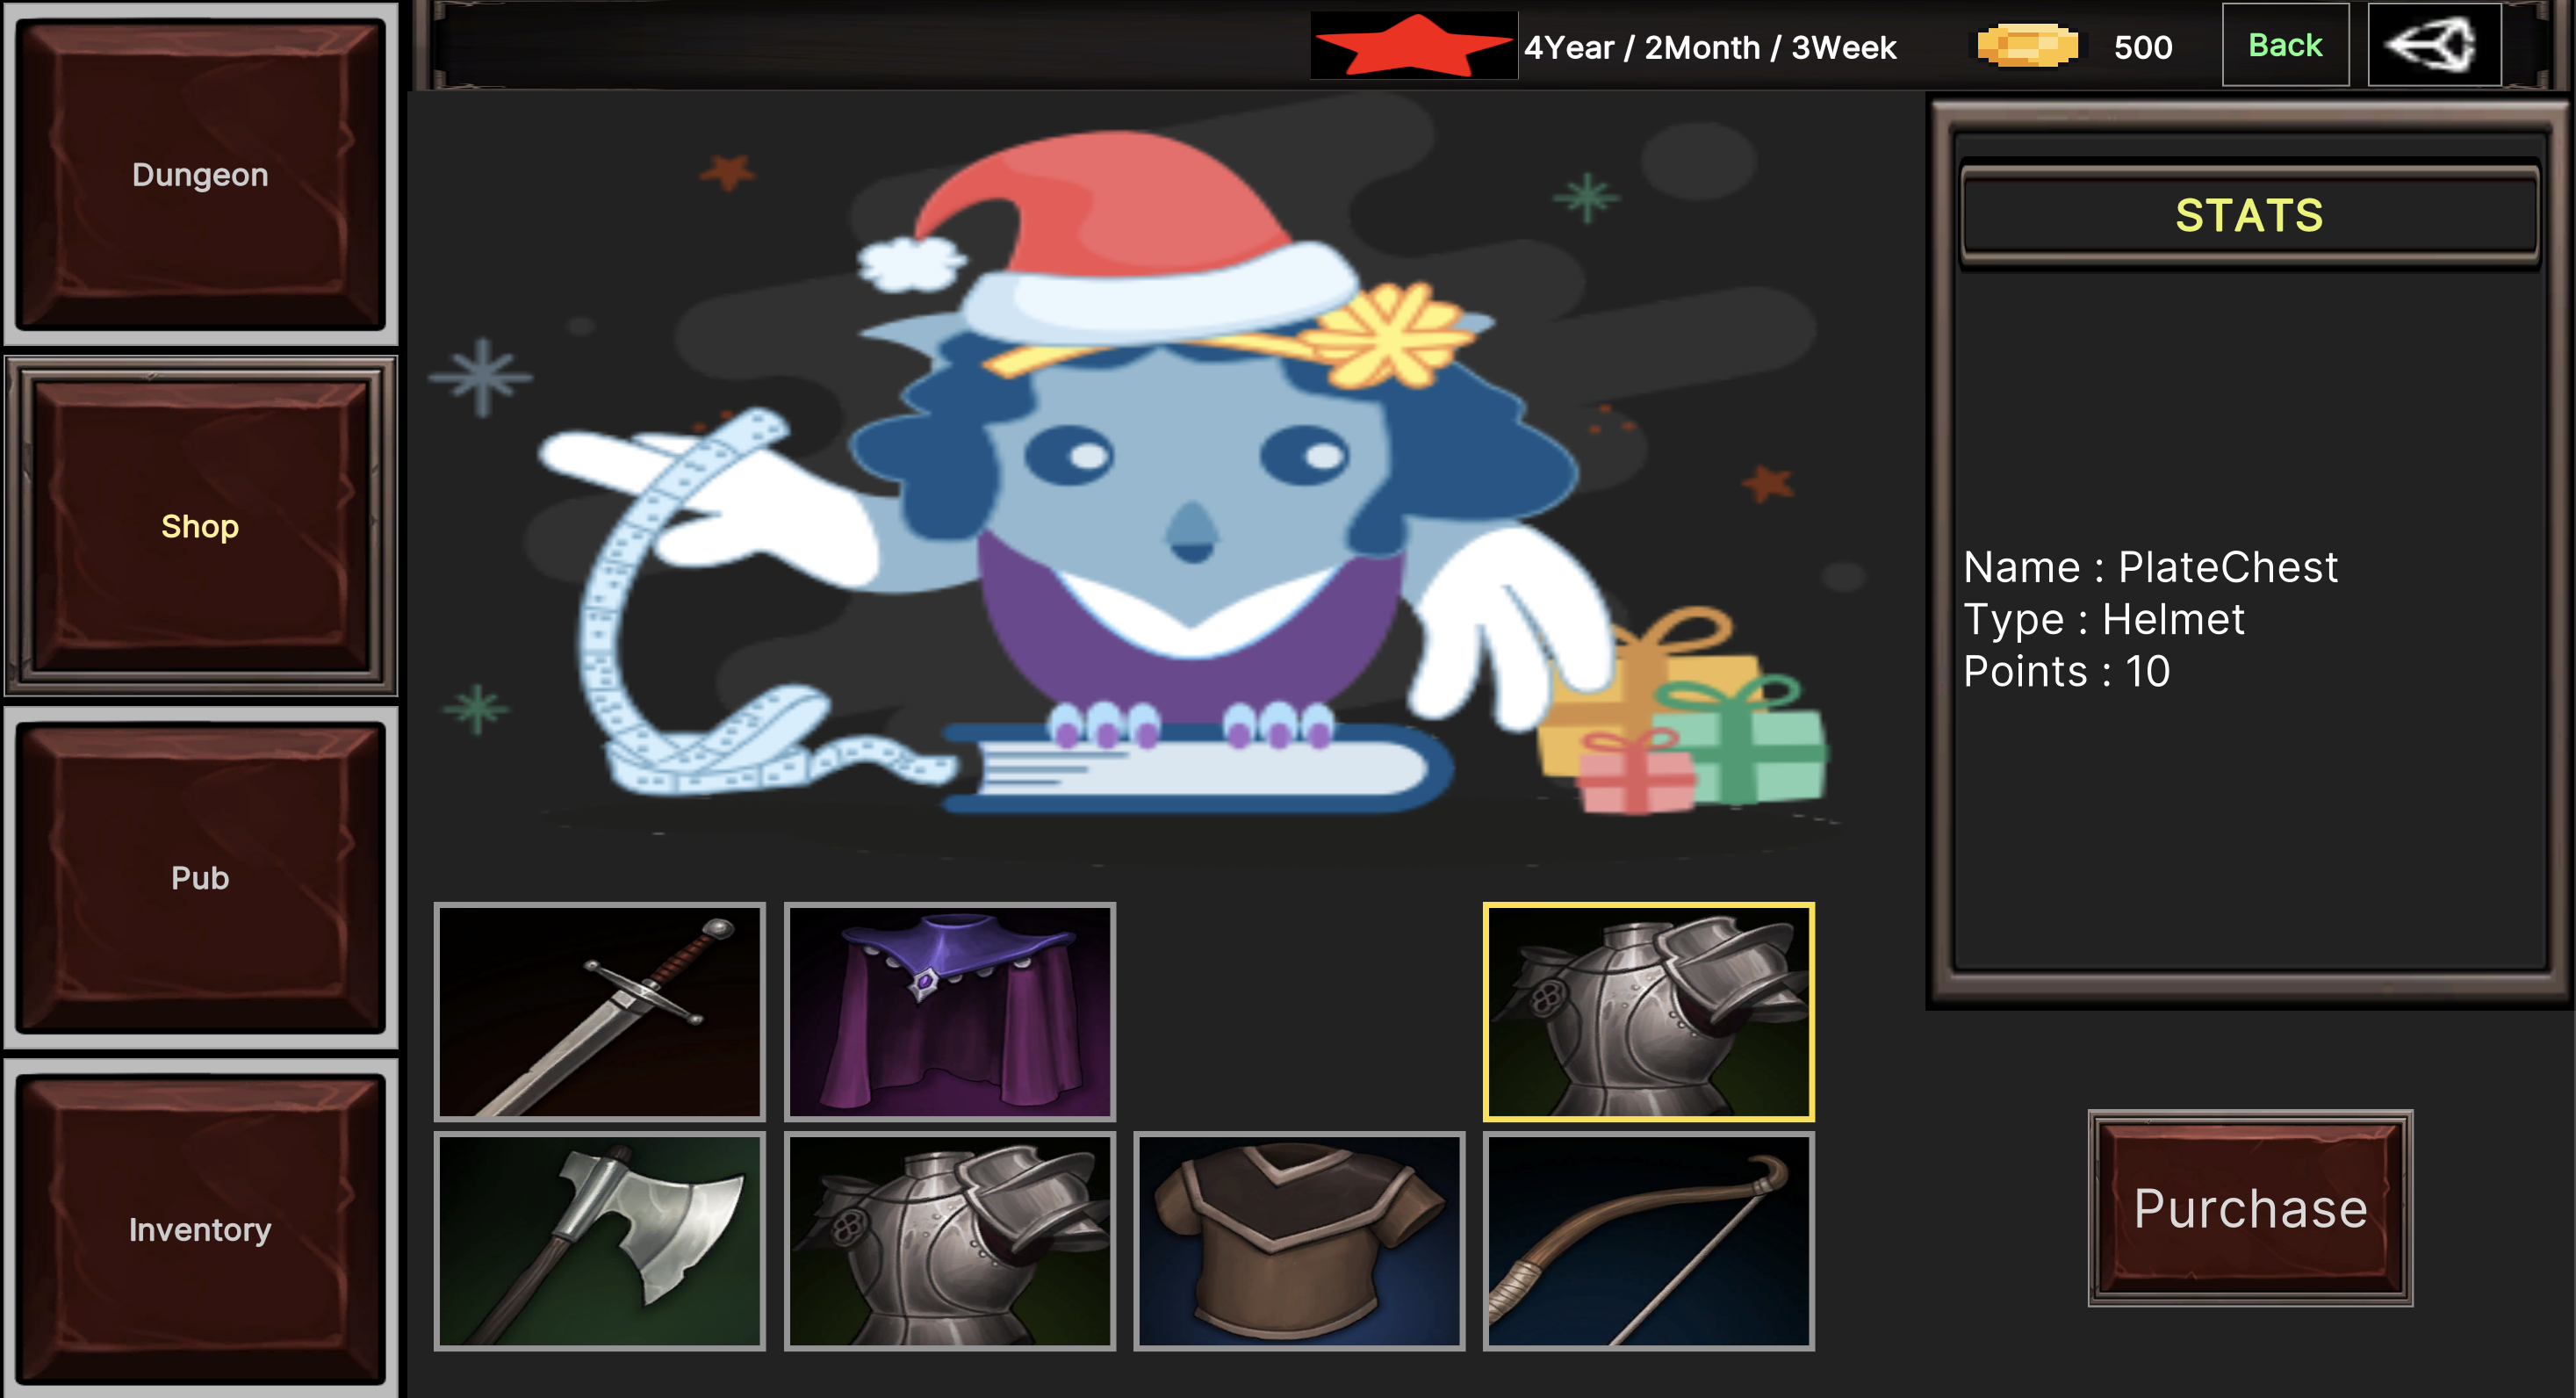 4Year / 2Month / 3Week
500
Back
Dungeon
Shop
Pub
Inventory
STATS
Name : PlateChest
Type : Helmet
Points : 10
Purchase